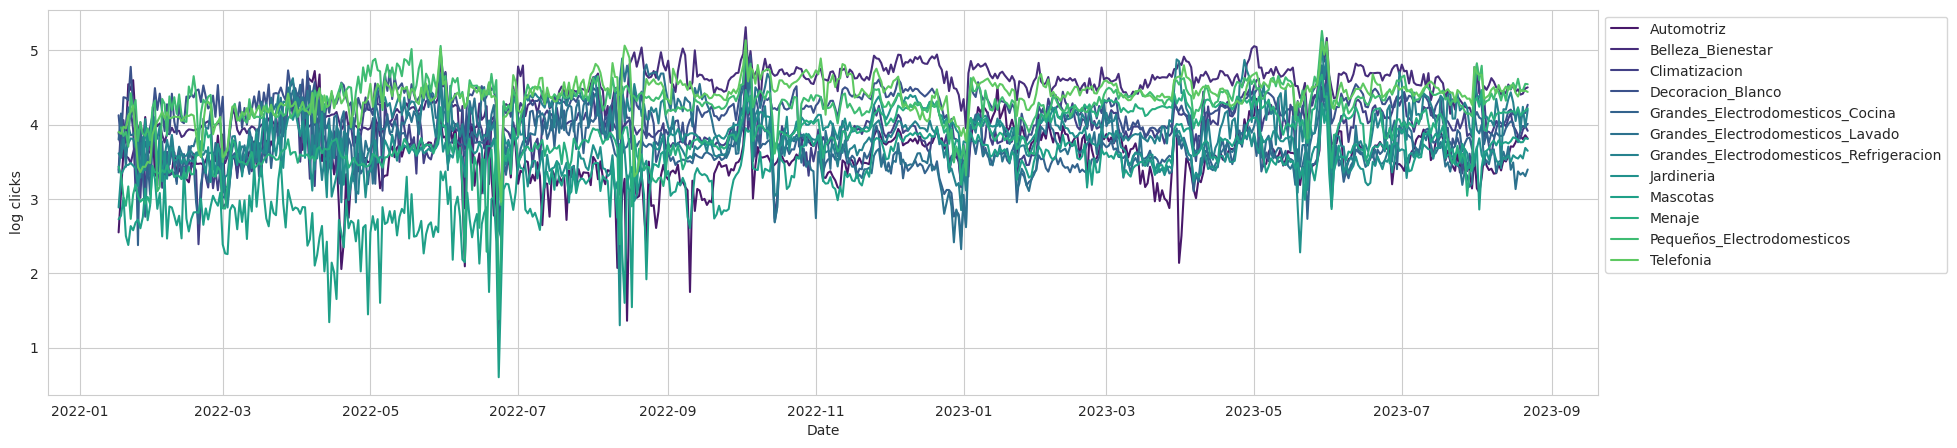 log clicks
5
4
3
2
1
2022-01
2022-03
2022-05
2022-07
2022-09
2022-11
2023-01
2023-03
2023-05
2023-07
2023-09
Date
Automotriz
Belleza_Bienestar
Climatizacion
Decoracion_Blanco
Grandes_Electrodomesticos_Cocina
Grandes_Electrodomesticos_Lavado
Grandes_Electrodomesticos_Refrigeracion
Jardineria
Mascotas
Menaje
Pequeños_Electrodomesticos
Telefonia